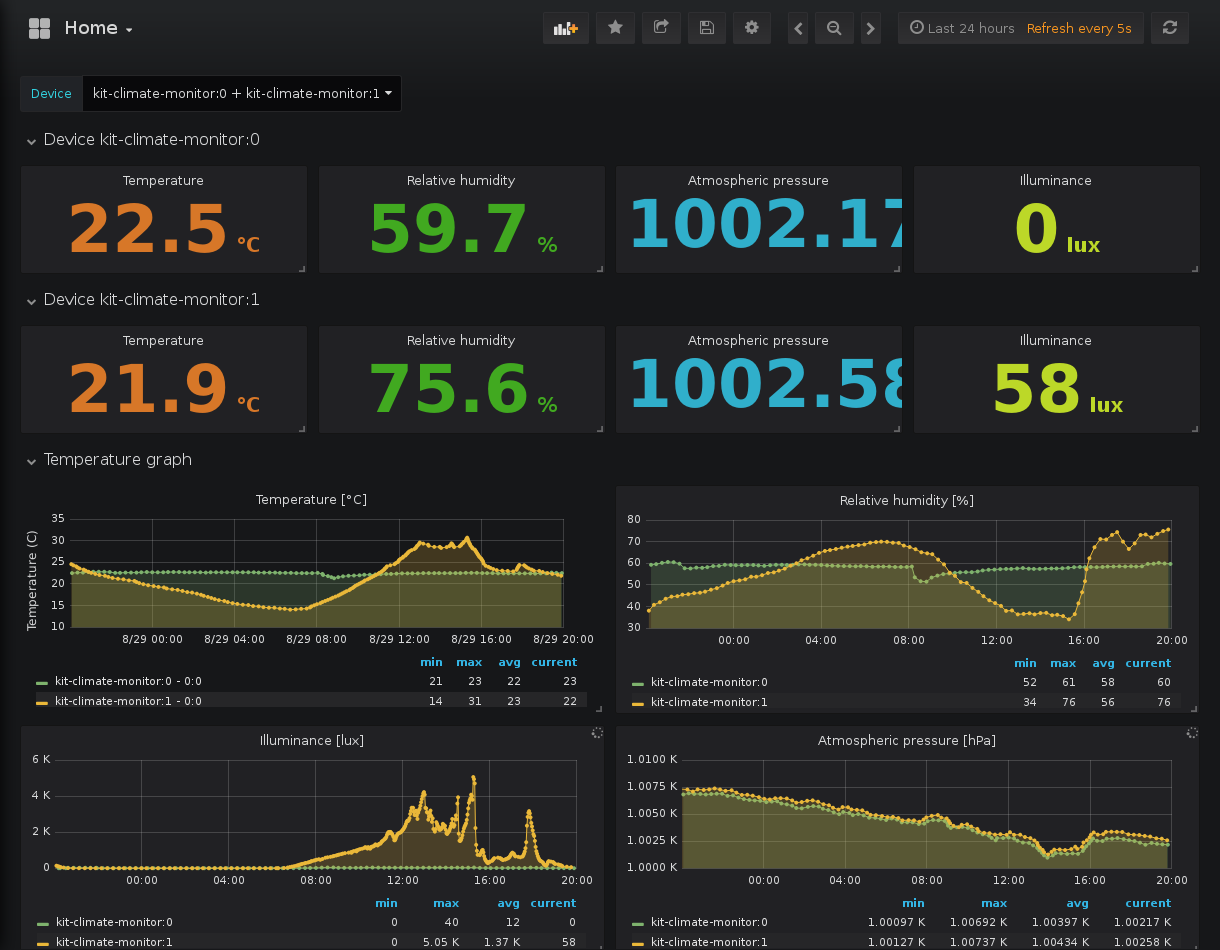 Home
Last 24 hours Refresh every 5s
Device kit-climate-monitor:0 + kit-climate-monitor:1
Device kit-climate-monitor:0
Temperature Relative humidity Atmospheric pressure Illuminance
22.5 °C 59.7 % 1002.17 0 lux
Device kit-climate-monitor:1
Temperature Relative humidity Atmospheric pressure Illuminance
21.9 °C 75.6 % 1002.58 58 lux
Temperature graph
Temperature [°C]
Temperature (C)
35
30
25
20
15
10
8/29 00:00 8/29 04:00 8/29 08:00 8/29 12:00 8/29 16:00 8/29 20:00
min max avg current
kit-climate-monitor:0 - 0:0 21 23 22 23
kit-climate-monitor:1 - 0:0 14 31 23 22
Relative humidity [%]
80
70
60
50
40
30
00:00 04:00 08:00 12:00 16:00 20:00
min max avg current
kit-climate-monitor:0 52 61 58 60
kit-climate-monitor:1 34 76 56 76
Illuminance [lux]
6 K
4 K
2 K
0
00:00 04:00 08:00 12:00 16:00 20:00
min max avg current
kit-climate-monitor:0 0 40 12 0
kit-climate-monitor:1 0 5.05 K 1.37 K 58
Atmospheric pressure [hPa]
1.0100 K
1.0075 K
1.0050 K
1.0025 K
1.0000 K
00:00 04:00 08:00 12:00 16:00 20:00
min max avg current
kit-climate-monitor:0 1.00097 K 1.00692 K 1.00397 K 1.00217 K
kit-climate-monitor:1 1.00127 K 1.00737 K 1.00434 K 1.00258 K